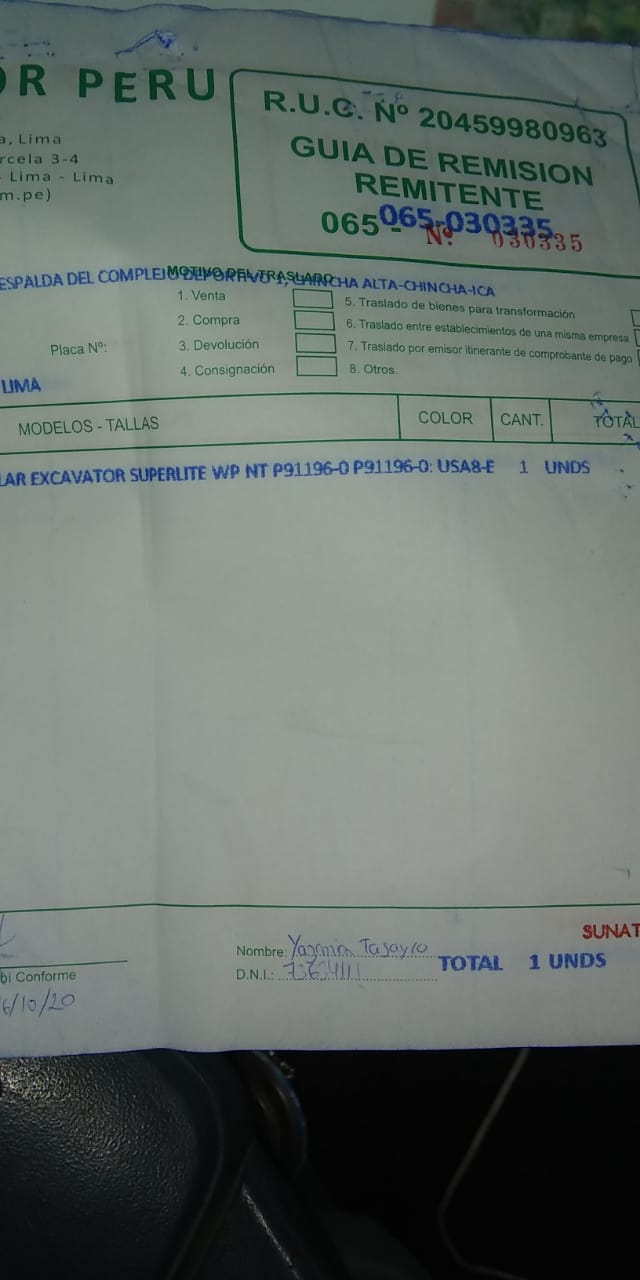 OR PERU
a, Lima
rcela 3-4
- Lima - Lima
m.pe)
R.U.C. Nº 20459980963
GUIA DE REMISION
REMITENTE
065 - Nº 030335
065-030335
ESPALDA DEL COMPLEJO DEPORTIVO 1, CHINCHA ALTA-CHINCHA-ICA
MOTIVO DEL TRASLADO
1. Venta
2. Compra
3. Devolución
4. Consignación
5. Traslado de bienes para transformación
6. Traslado entre establecimientos de una misma empresa
7. Traslado por emisor itinerante de comprobante de pago
8. Otros.
Placa Nº:
LIMA
MODELOS - TALLAS COLOR CANT. TOTAL
LAR EXCAVATOR SUPERLITE WP NT P91196-0 P91196-0: USA8-E 1 UNDS
SUNAT
Nombre: Yasmin Tasayco
D.N.I.:
TOTAL 1 UNDS
bi Conforme
6/10/20